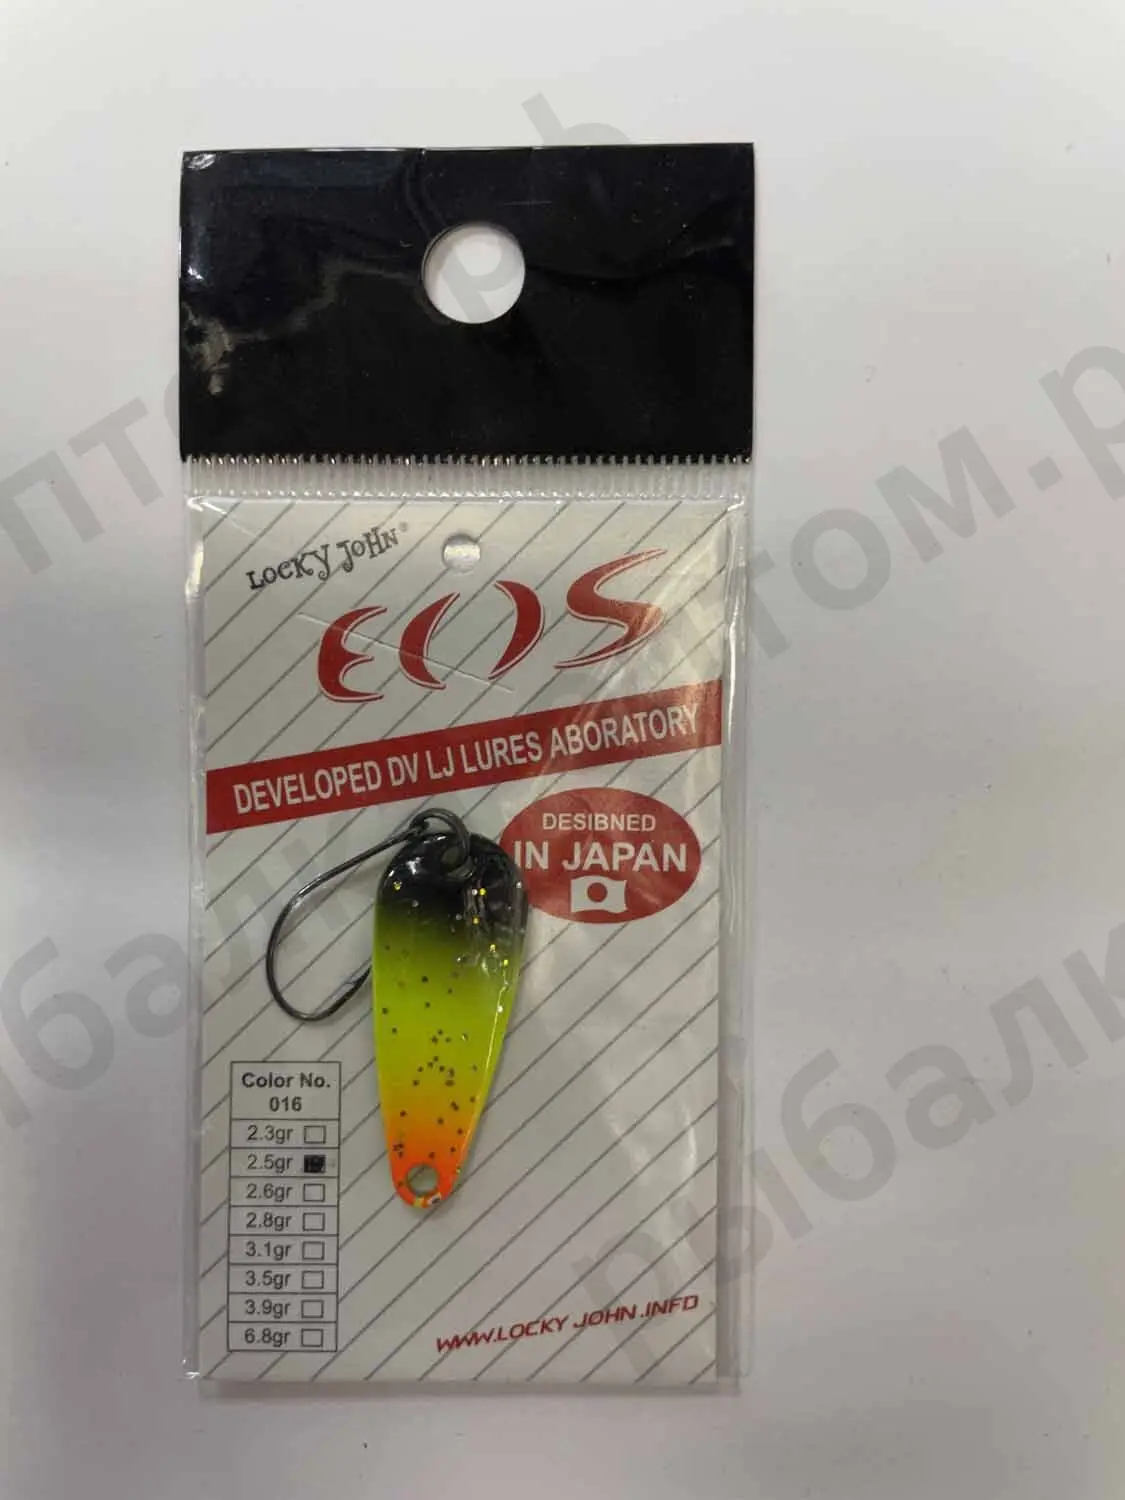 LOCKY JOHN®
EOS
DEVELOPED DV LJ LURES ABORATORY
DESIBNED
IN JAPAN
Color No.
016
2.3gr
2.5gr
2.6gr
2.8gr
3.1gr
3.5gr
3.9gr
6.8gr
WWW.LOCKY JOHN.INFO